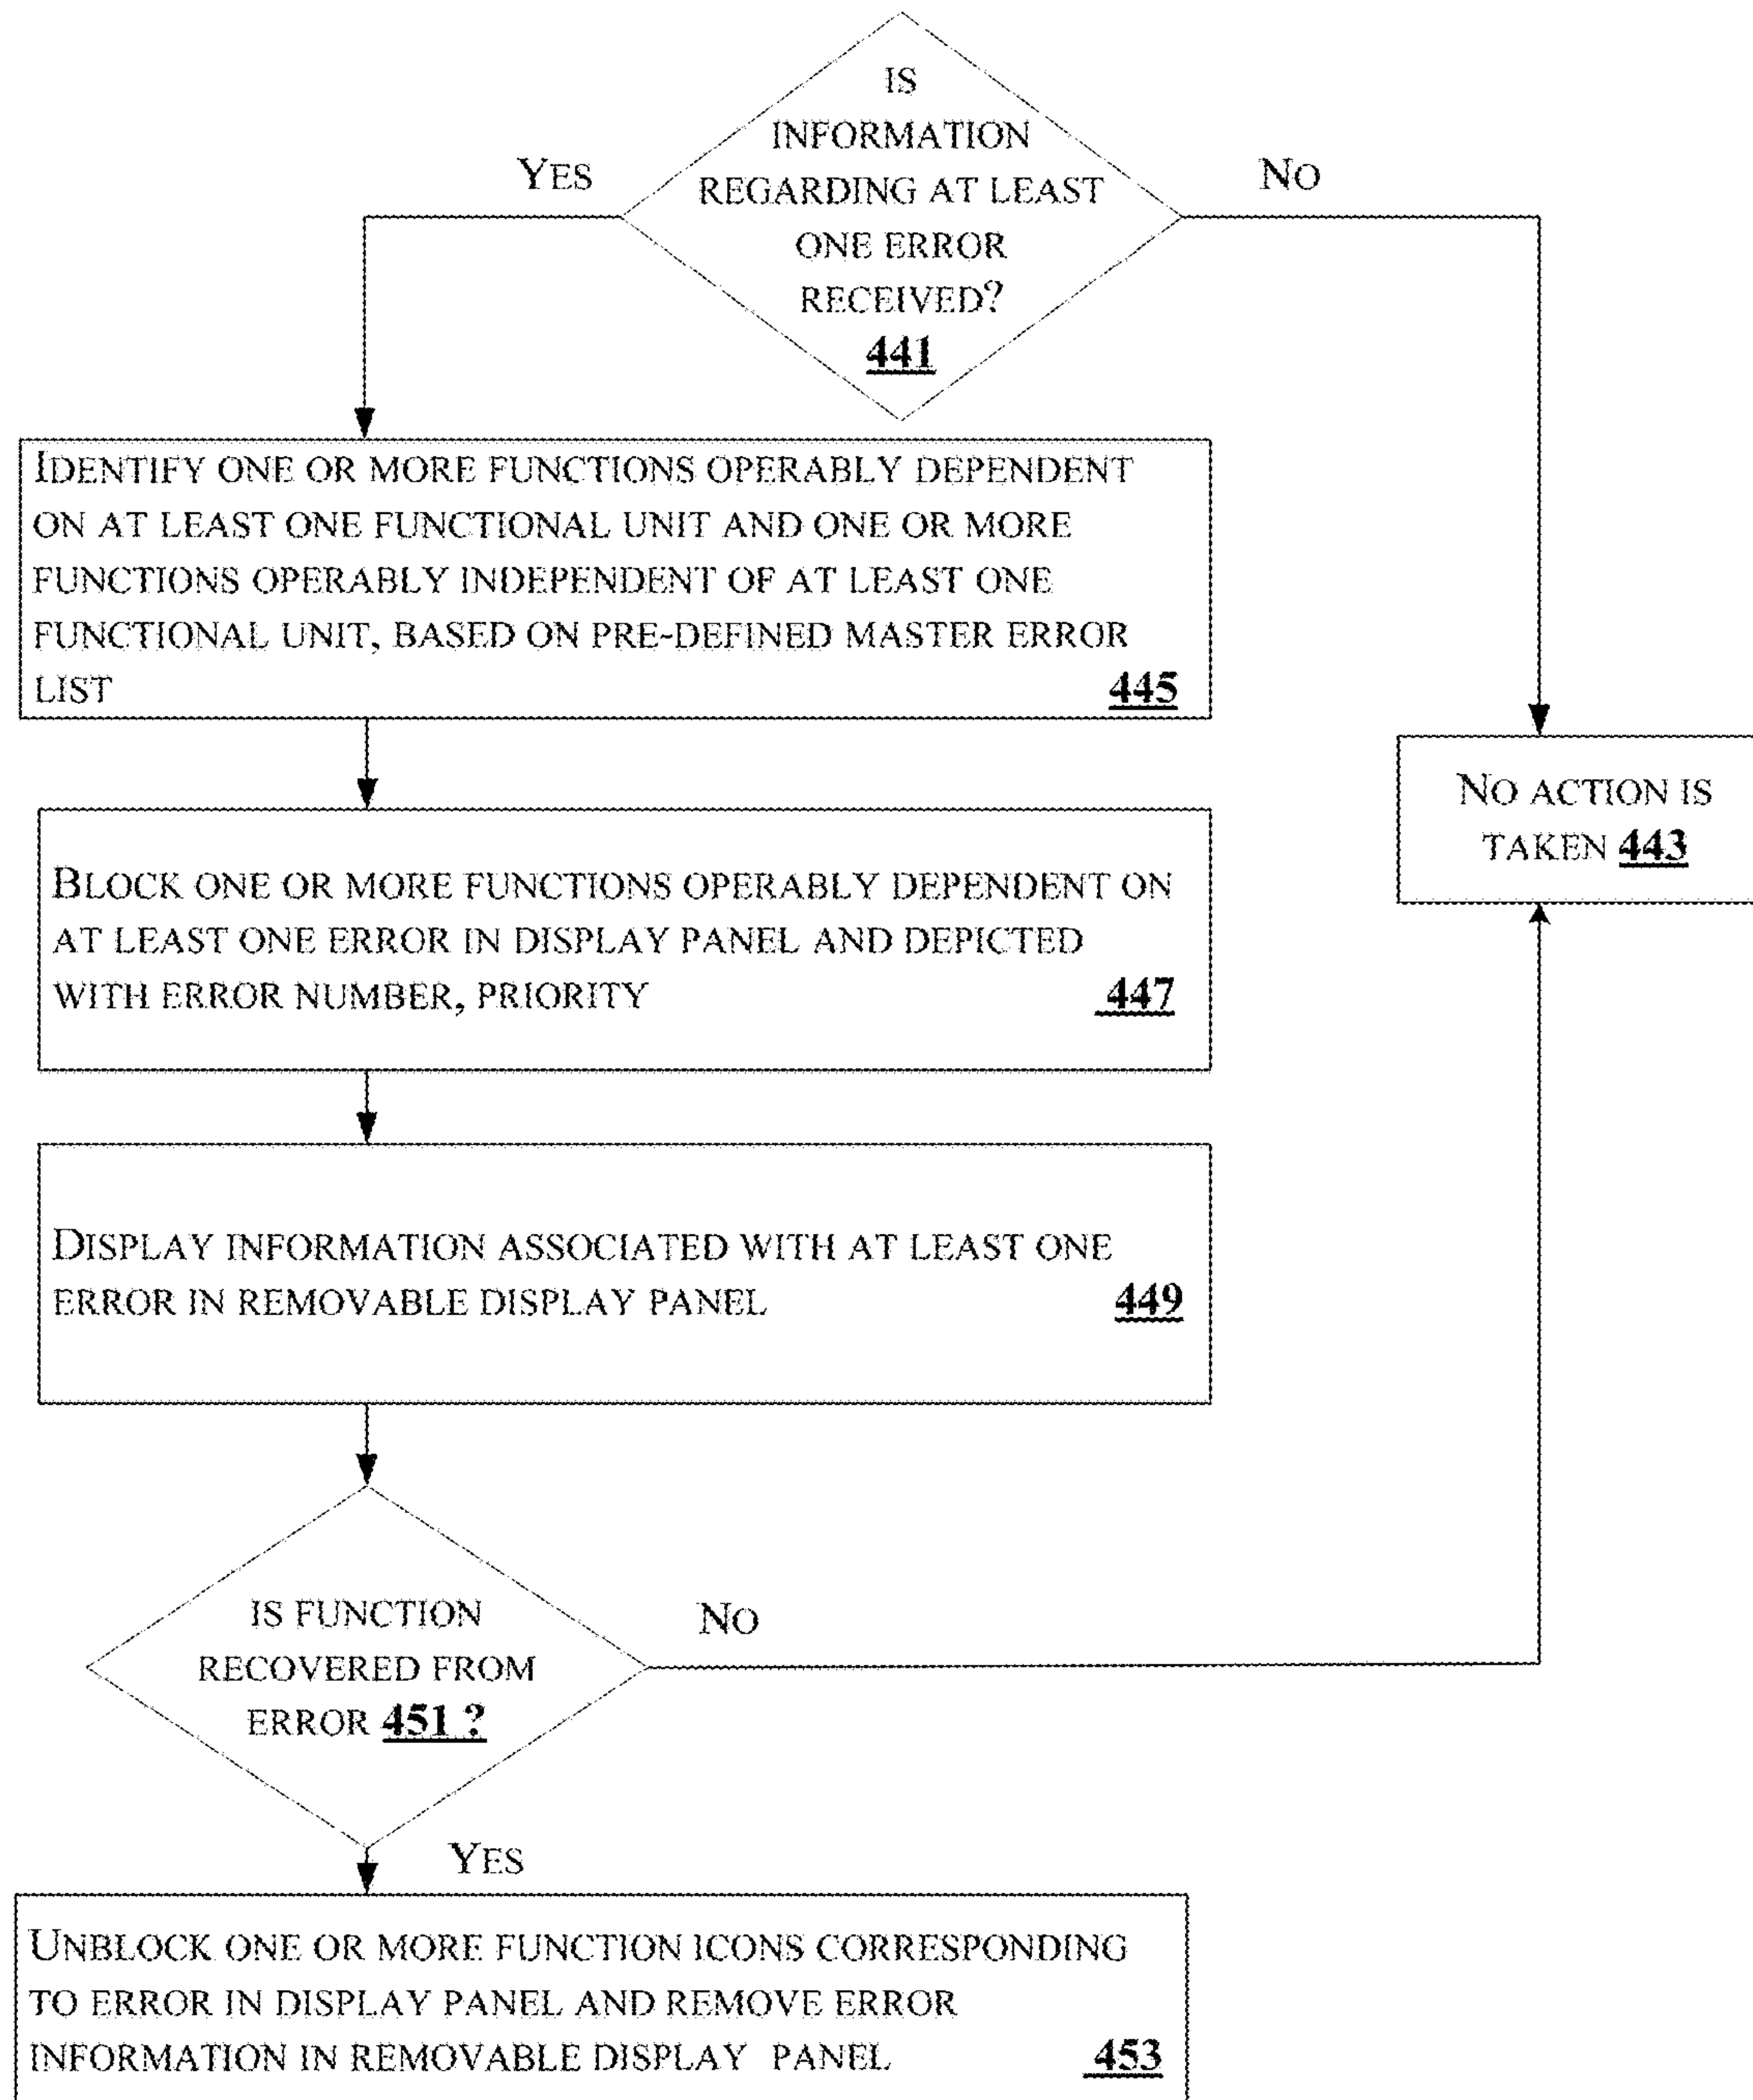 IS
INFORMATION
REGARDING AT LEAST
ONE ERROR
RECEIVED?
441
YES
NO
IDENTIFY ONE OR MORE FUNCTIONS OPERABLY DEPENDENT
ON AT LEAST ONE FUNCTIONAL UNIT AND ONE OR MORE
FUNCTIONS OPERABLY INDEPENDENT OF AT LEAST ONE
FUNCTIONAL UNIT, BASED ON PRE-DEFINED MASTER ERROR
LIST 445
NO ACTION IS
TAKEN 443
BLOCK ONE OR MORE FUNCTIONS OPERABLY DEPENDENT ON
AT LEAST ONE ERROR IN DISPLAY PANEL AND DEPICTED
WITH ERROR NUMBER, PRIORITY 447
DISPLAY INFORMATION ASSOCIATED WITH AT LEAST ONE
ERROR IN REMOVABLE DISPLAY PANEL 449
IS FUNCTION
RECOVERED FROM
ERROR 451 ?
NO
YES
UNBLOCK ONE OR MORE FUNCTION ICONS CORRESPONDING
TO ERROR IN DISPLAY PANEL AND REMOVE ERROR
INFORMATION IN REMOVABLE DISPLAY PANEL 453